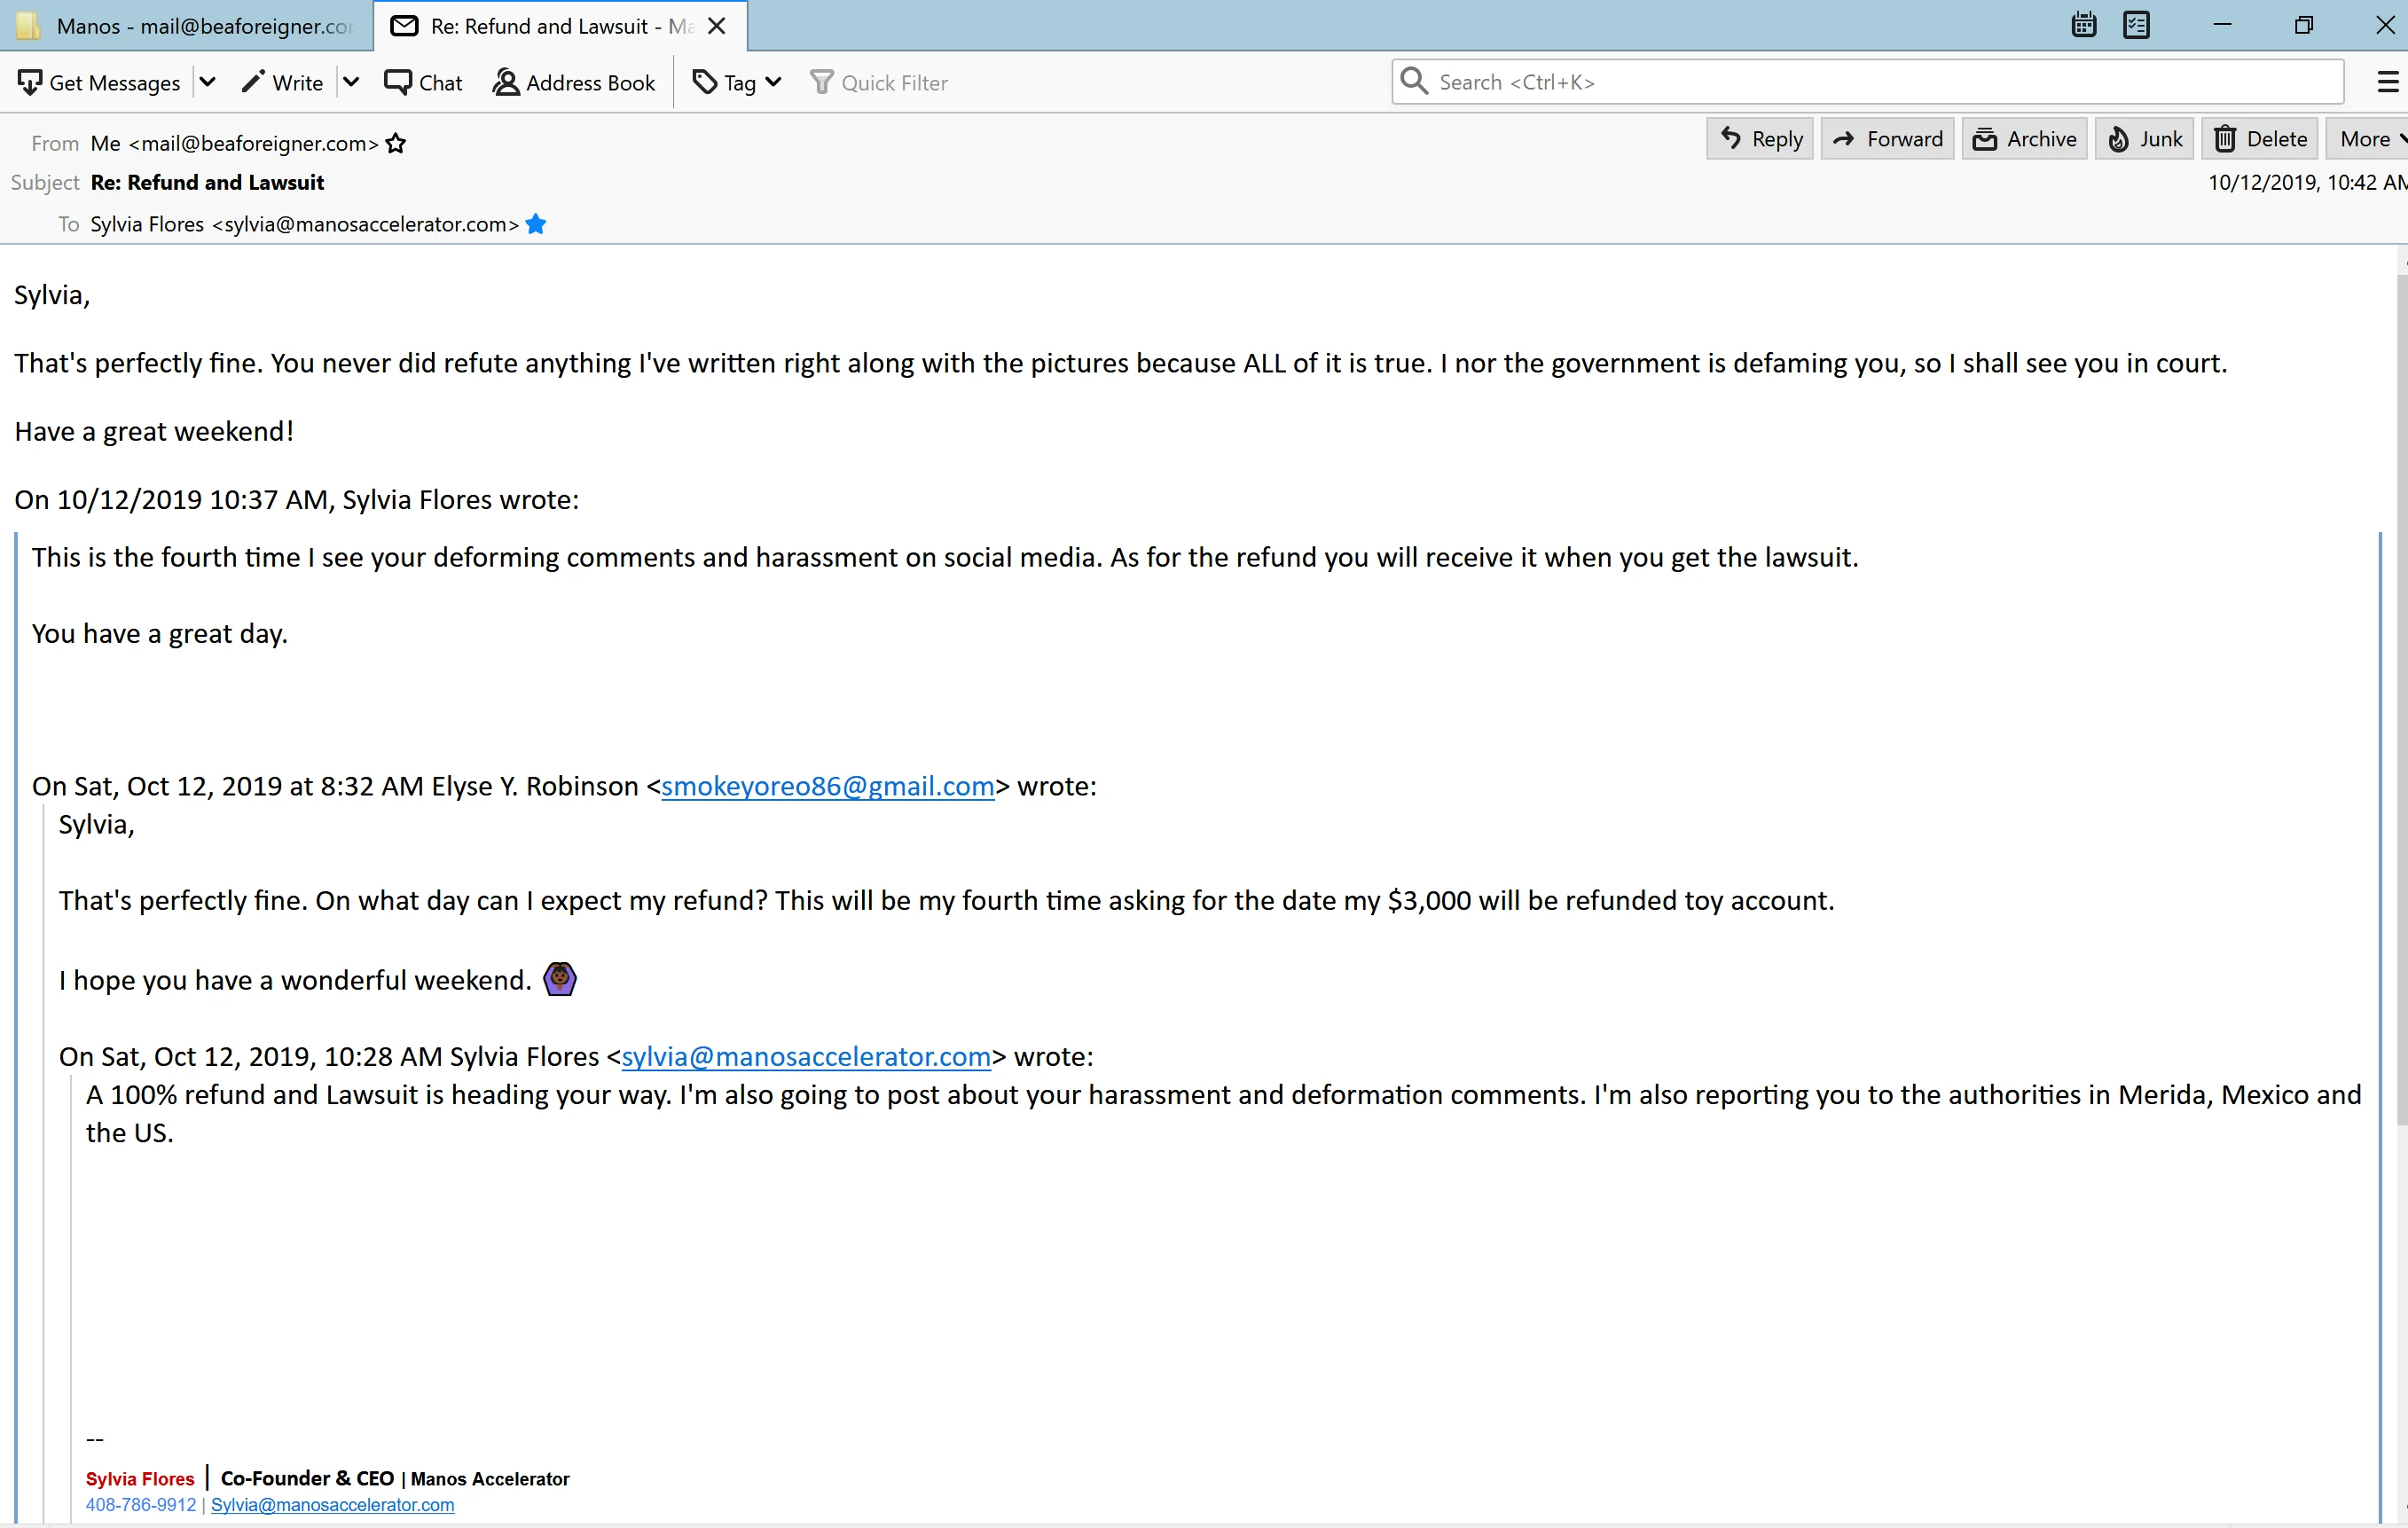 Manos - mail@beaforeigner.co
Re: Refund and Lawsuit - Ma
Get Messages
Write
Chat
Address Book
Tag
Quick Filter
Search <Ctrl+K>
From Me <mail@beaforeigner.com>
Reply
Forward
Archive
Junk
Delete
More
Subject Re: Refund and Lawsuit
10/12/2019, 10:42 AM
To Sylvia Flores <sylvia@manosaccelerator.com>
Sylvia,
That's perfectly fine. You never did refute anything I've written right along with the pictures because ALL of it is true. I nor the government is defaming you, so I shall see you in court.
Have a great weekend!
On 10/12/2019 10:37 AM, Sylvia Flores wrote:
This is the fourth time I see your deforming comments and harassment on social media. As for the refund you will receive it when you get the lawsuit.
You have a great day.
On Sat, Oct 12, 2019 at 8:32 AM Elyse Y. Robinson <smokeyoreo86@gmail.com> wrote:
Sylvia,
That's perfectly fine. On what day can I expect my refund? This will be my fourth time asking for the date my $3,000 will be refunded toy account.
I hope you have a wonderful weekend.
On Sat, Oct 12, 2019, 10:28 AM Sylvia Flores <sylvia@manosaccelerator.com> wrote:
A 100% refund and Lawsuit is heading your way. I'm also going to post about your harassment and deformation comments. I'm also reporting you to the authorities in Merida, Mexico and
the US.
--
Sylvia Flores | Co-Founder & CEO | Manos Accelerator
408-786-9912 | Sylvia@manosaccelerator.com